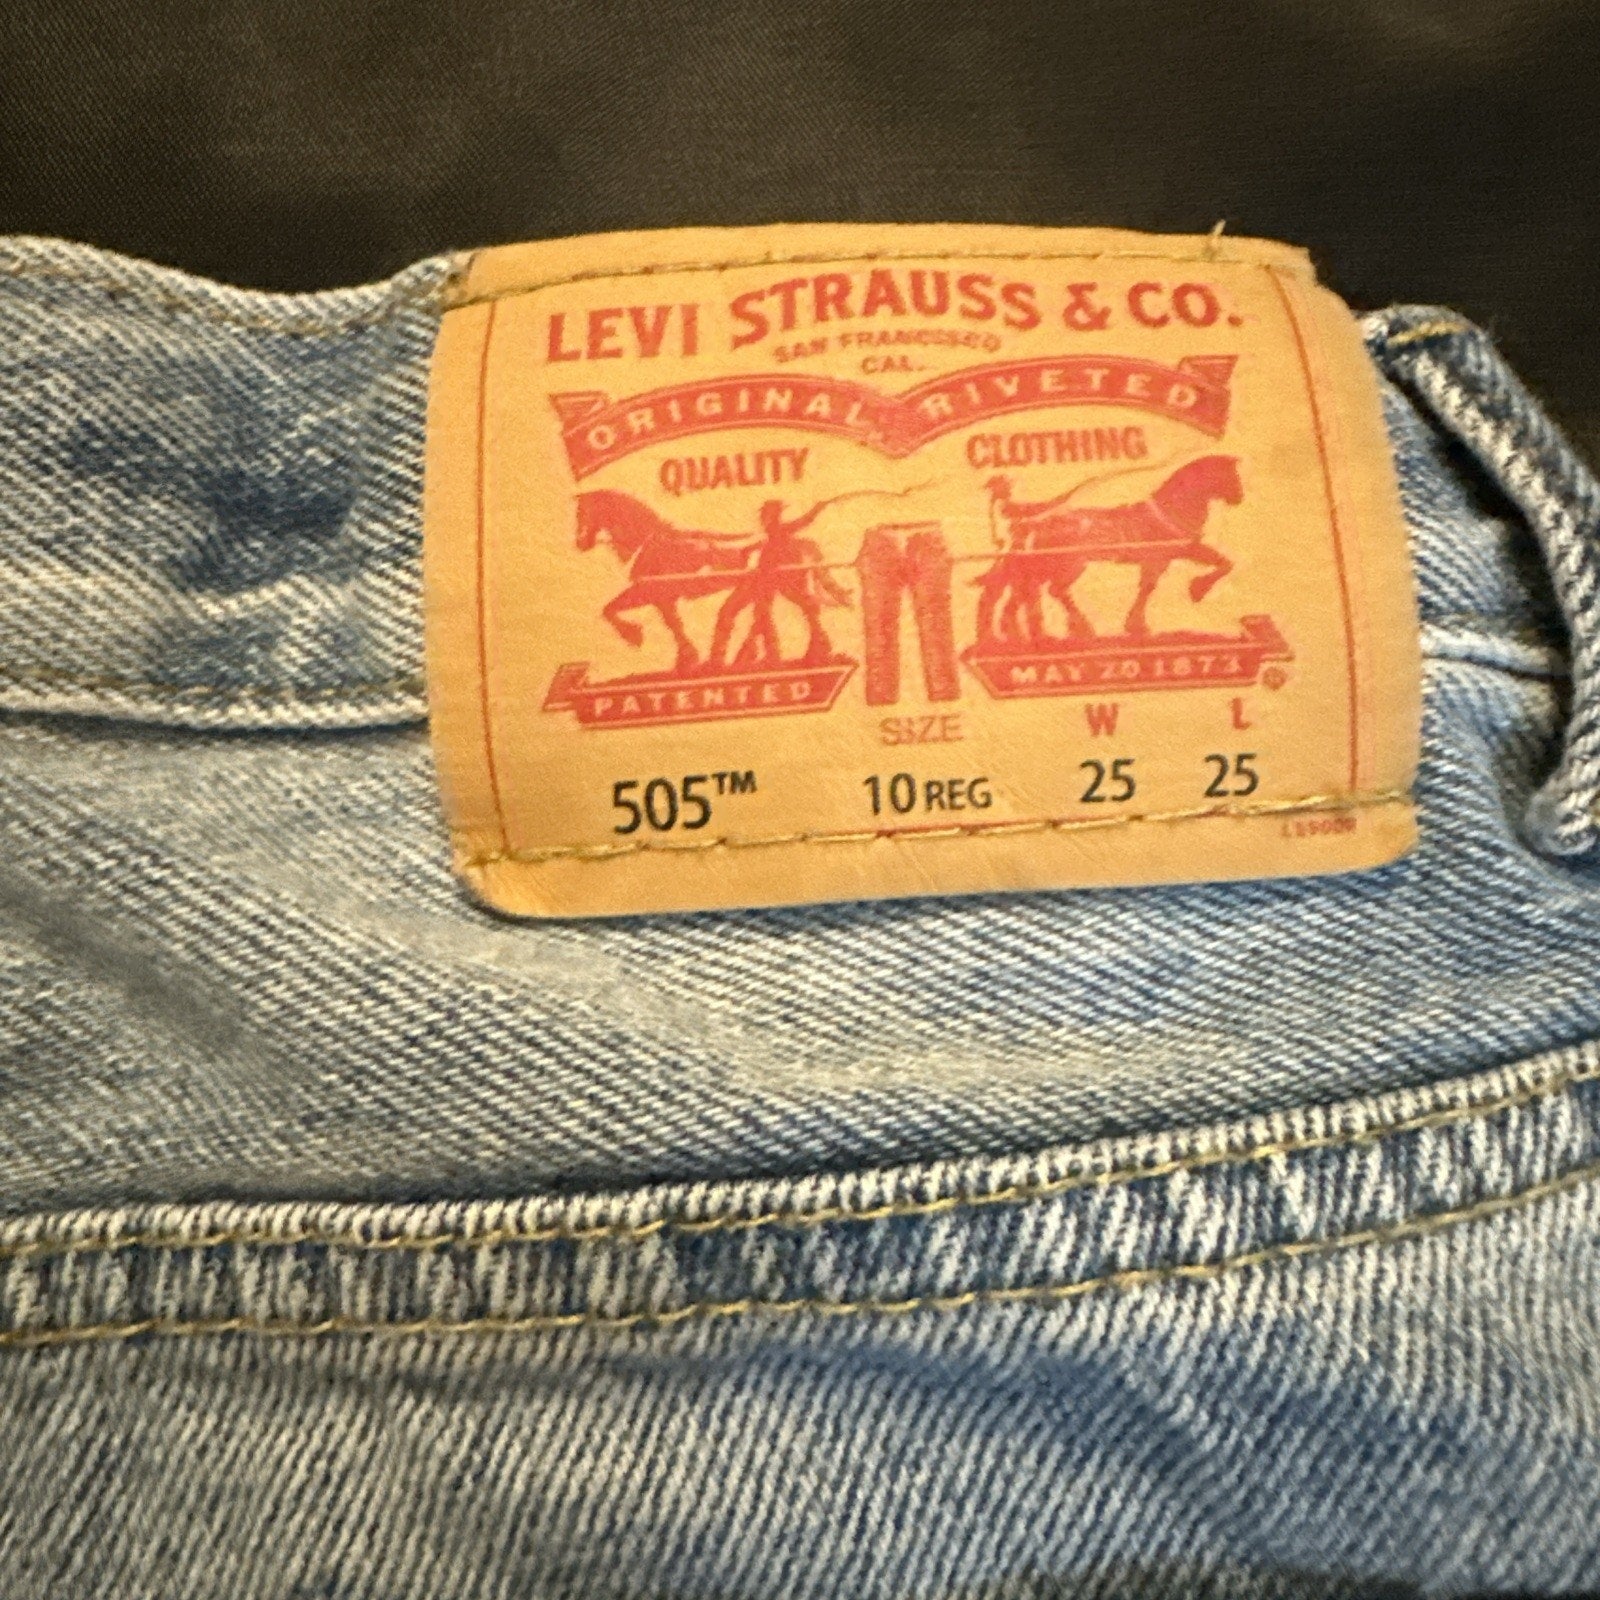 LEVI STRAUSS & CO.
SAN FRANCISCO
CAL.
ORIGINAL RIVETED
QUALITY CLOTHING
PATENTED MAY 20 1873 ®
SIZE W L
505™ 10 REG 25 25